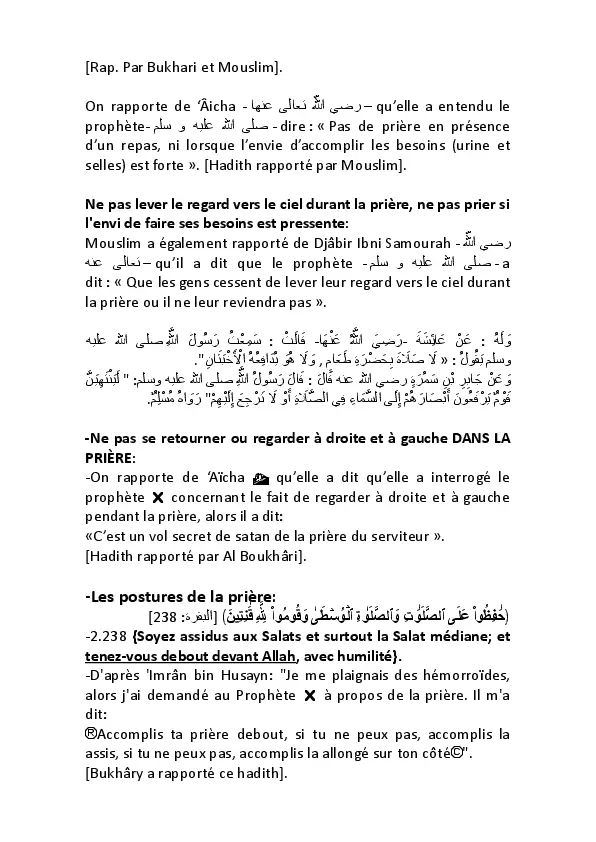 [Rap. Par Bukhari et Mouslim].
On rapporte de ‘Âicha - رضي الله تعالى عنها – qu’elle a entendu le
prophète- صلى الله عليه و سلم - dire : « Pas de prière en présence
d’un repas, ni lorsque l’envie d’accomplir les besoins (urine et
selles) est forte ». [Hadith rapporté par Mouslim].
Ne pas lever le regard vers le ciel durant la prière, ne pas prier si
l'envi de faire ses besoins est pressente:
Mouslim a également rapporté de Djâbir Ibni Samourah - رضي الله
تعالى عنه – qu’il a dit que le prophète - صلى الله عليه و سلم - a
dit : « Que les gens cessent de lever leur regard vers le ciel durant
la prière ou il ne leur reviendra pas ».
وَلَهُ : عَنْ عَائِشَةَ -رَضِيَ اللَّهُ عَنْهَا- قَالَتْ : سَمِعْتُ رَسُولَ اللَّهِ صلى الله عليه
وسلم يَقُولُ : « لَا صَلَاةَ بِحَضْرَةِ طَعَامٍ , وَلَا هُوَ يُدَافِعُهُ الْأَخْبَثَانِ".
وَعَنْ جَابِرِ بْنِ سَمُرَةٍ رضي الله عنه قَالَ : قَالَ رَسُولُ اللَّهِ صلى الله عليه وسلم: " لَيَنْتَهِيَنَّ
قَوْمٌ يَرْفَعُونَ أَبْصَارَهُمْ إِلَى السَّمَاءِ فِي الصَّلَاةِ أَوْ لَا تَرْجِعَ إِلَيْهِمْ" رَوَاهُ مُسْلِمٌ.
-Ne pas se retourner ou regarder à droite et à gauche DANS LA
PRIÈRE:
-On rapporte de ‘Aïcha qu’elle a dit qu’elle a interrogé le
prophète concernant le fait de regarder à droite et à gauche
pendant la prière, alors il a dit:
«C’est un vol secret de satan de la prière du serviteur ».
[Hadith rapporté par Al Boukhâri].
-Les postures de la prière:
(حَٰفِظُوا۟ عَلَى ٱلصَّلَوَٰتِ وَٱلصَّلَوٰةِ ٱلْوُسْطَىٰ وَقُومُوا۟ لِلَّهِ قَٰنِتِينَ) [البقرة: 238]
-2.238 {Soyez assidus aux Salats et surtout la Salat médiane; et
tenez-vous debout devant Allah, avec humilité}.
-D'après 'Imrân bin Husayn: "Je me plaignais des hémorroïdes,
alors j'ai demandé au Prophète à propos de la prière. Il m'a
dit:
®Accomplis ta prière debout, si tu ne peux pas, accomplis la
assis, si tu ne peux pas, accomplis la allongé sur ton côté©".
[Bukhâry a rapporté ce hadith].